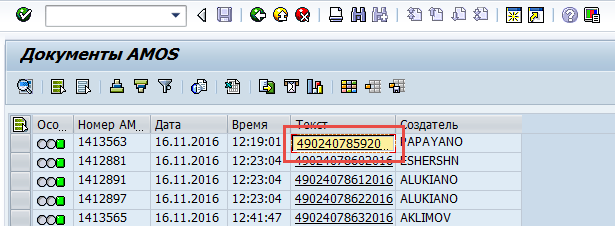 Документы AMOS
Осо... Номер АМ... Дата Время Текст Создатель
1413563 16.11.2016 12:19:01 490240785920 PAPAYANO
1412881 16.11.2016 12:23:04 4902407860 2016 ESHERSHN
1412891 16.11.2016 12:23:04 49024078612016 ALUKIANO
1412897 16.11.2016 12:23:04 49024078622016 ALUKIANO
1413565 16.11.2016 12:41:47 49024078632016 AKLIMOV